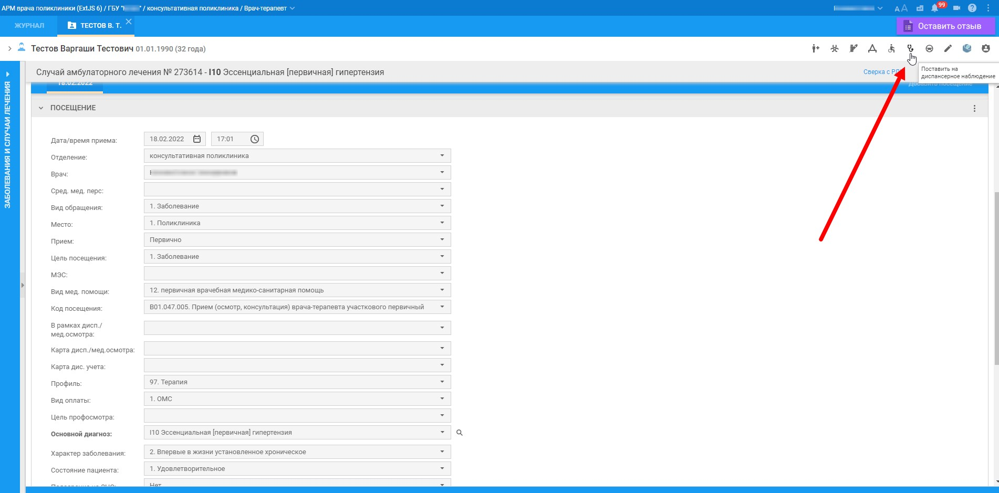 АРМ врача поликлиники (ExtJS 6) / ГБУ " " / консультативная поликлиника / Врач-терапевт
99
ЖУРНАЛ
ТЕСТОВ В. Т.
Оставить отзыв
Тестов Варгаши Тестович 01.01.1990 (32 года)
Случай амбулаторного лечения № 273614 - I10 Эссенциальная [первичная] гипертензия
Сверка с
Поставить на
диспансерное наблюдение
18.02.2022
Добавить посещение
ЗАБОЛЕВАНИЯ И СЛУЧАИ ЛЕЧЕНИЯ
ПОСЕЩЕНИЕ
Дата/время приема: 18.02.2022 17:01
Отделение: консультативная поликлиника
Врач:
Сред. мед. перс:
Вид обращения: 1. Заболевание
Место: 1. Поликлиника
Прием: Первично
Цель посещения: 1. Заболевание
МЭС:
Вид мед. помощи: 12. первичная врачебная медико-санитарная помощь
Код посещения: B01.047.005. Прием (осмотр, консультация) врача-терапевта участкового первичный
В рамках дисп./
мед.осмотра:
Карта дисп./мед.осмотра:
Карта дис. учета:
Профиль: 97. Терапия
Вид оплаты: 1. ОМС
Цель профосмотра:
Основной диагноз: I10 Эссенциальная [первичная] гипертензия
Характер заболевания: 2. Впервые в жизни установленное хроническое
Состояние пациента: 1. Удовлетворительное
Нет